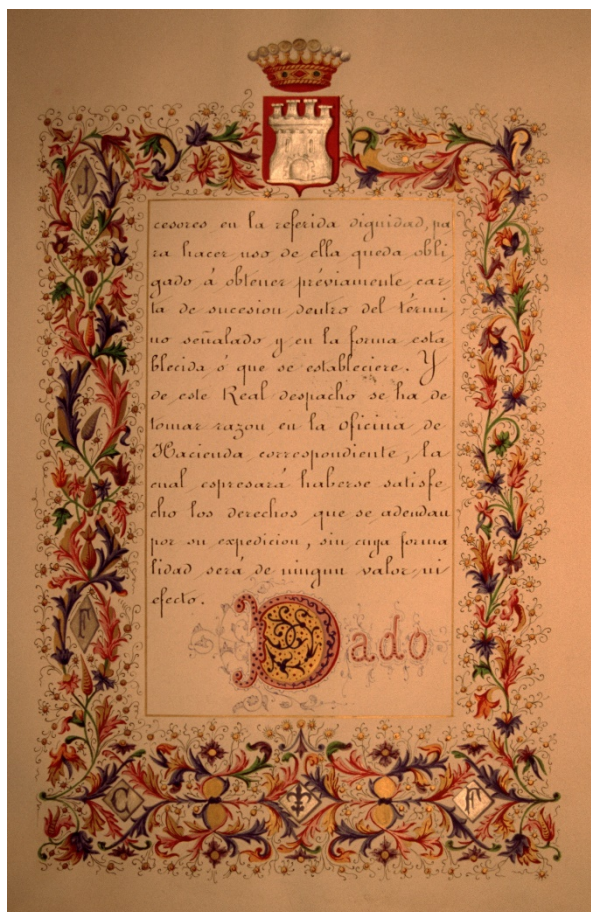 cesores en la referida dignidad, pa
ra hacer uso de ella queda obli
gado á obtener préviamente car
ta de sucesion dentro del térmi
no señalado y en la forma esta
blecida ó que se estableciere. Y
de este Real despacho se ha de
tomar razon en la Oficina de
Hacienda correspondiente, la
cual espresará haberse satisfe
cho los derechos que se adeudan
por su expedicion, sin cuya forma
lidad será de ningun valor ni
efecto.
Dado